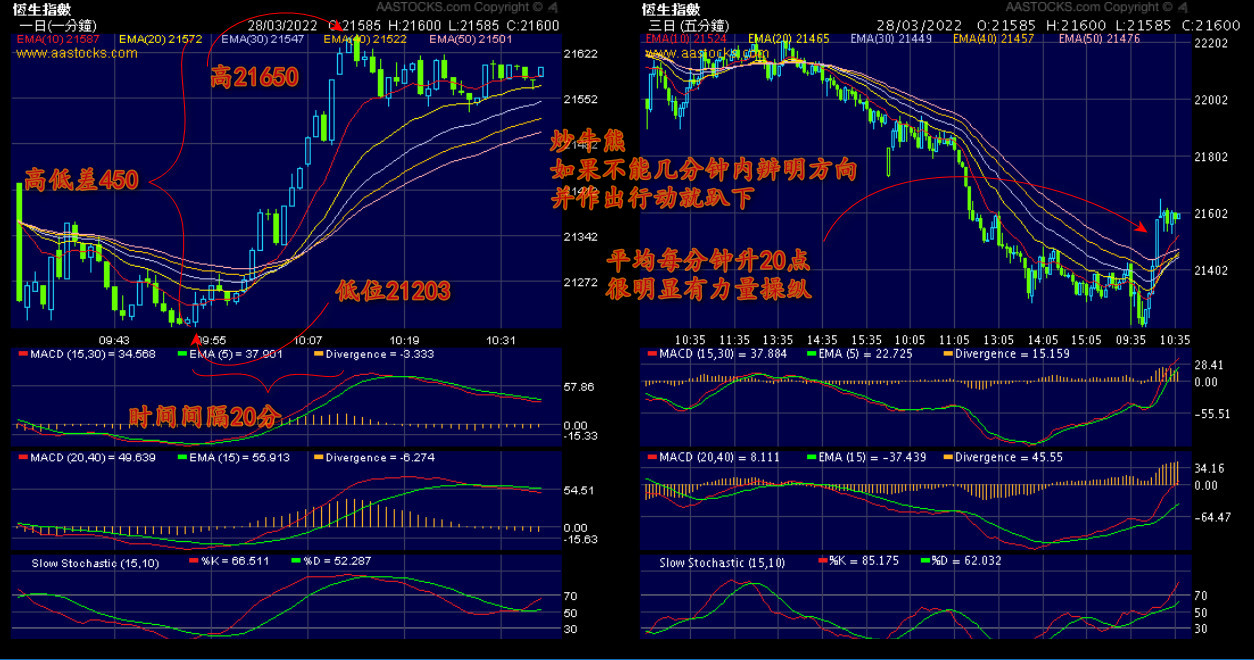 恆生指數
一日(一分鐘)
28/03/2022 O:21585 H:21600 L:21585 C:21600
AASTOCKS.com Copyright ©
EMA(10) 21587 EMA(20) 21572 EMA(30) 21547 EMA(40) 21522 EMA(50) 21501
www.aastocks.com
高21650
高低差450
低位21203
时间间隔20分
21622
21552
21342
21272
09:43 09:55 10:07 10:19 10:31
MACD (15,30) = 34.568 EMA (5) = 37.901 Divergence = -3.333
57.86
0.00
-15.33
MACD (20,40) = 49.639 EMA (15) = 55.913 Divergence = -6.274
54.51
0.00
-15.63
Slow Stochastic (15,10) %K = 66.511 %D = 52.287
70
50
30
炒牛熊
如果不能几分钟内辨明方向
并作出行动就趴下
平均每分钟升20点
很明显有力量操纵
恆生指數
三日 (五分鐘)
28/03/2022 O:21585 H:21600 L:21585 C:21600
AASTOCKS.com Copyright ©
EMA(10) 21524 EMA(20) 21465 EMA(30) 21449 EMA(40) 21457 EMA(50) 21476
www.aastocks.com
22202
22002
21802
21602
21402
10:35 11:35 13:35 14:35 15:35 10:05 11:05 13:05 14:05 15:05 09:35 10:35
MACD (15,30) = 37.884 EMA (5) = 22.725 Divergence = 15.159
28.41
0.00
-55.51
MACD (20,40) = 8.111 EMA (15) = -37.439 Divergence = 45.55
34.16
0.00
-64.47
Slow Stochastic (15,10) %K = 85.175 %D = 62.032
70
50
30